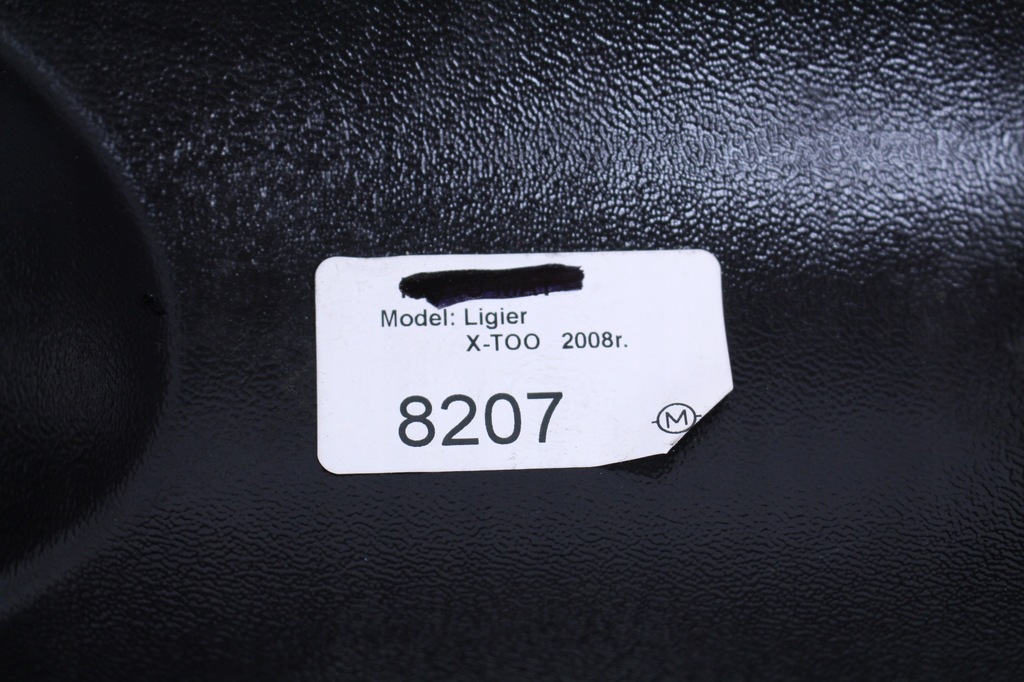 Model: Ligier
X-TOO 2008r.
8207
M